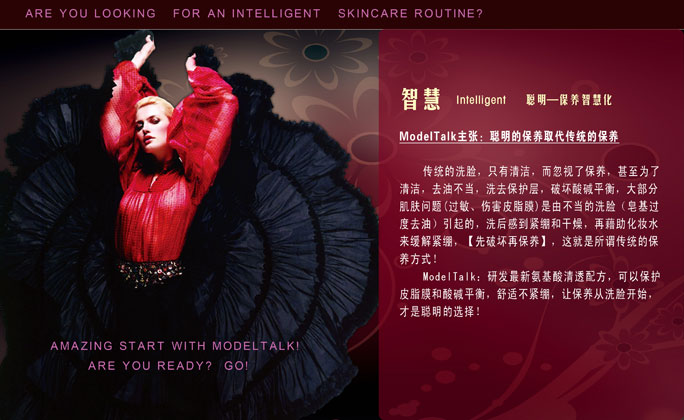 ARE YOU LOOKING FOR AN INTELLIGENT SKINCARE ROUTINE?
智慧 Intelligent 聪明—保养智慧化
ModelTalk主张：聪明的保养取代传统的保养
传统的洗脸，只有清洁，而忽视了保养，甚至为了
清洁，去油不当，洗去保护层，破坏酸碱平衡，大部分
肌肤问题(过敏、伤害皮脂膜)是由不当的洗脸（皂基过
度去油）引起的，洗后感到紧绷和干燥，再藉助化妆水
来缓解紧绷，【先破坏再保养】，这就是所谓传统的保
养方式！
ModelTalk：研发最新氨基酸清透配方，可以保护
皮脂膜和酸碱平衡，舒适不紧绷，让保养从洗脸开始，
才是聪明的选择！
AMAZING START WITH MODELTALK!
ARE YOU READY? GO!